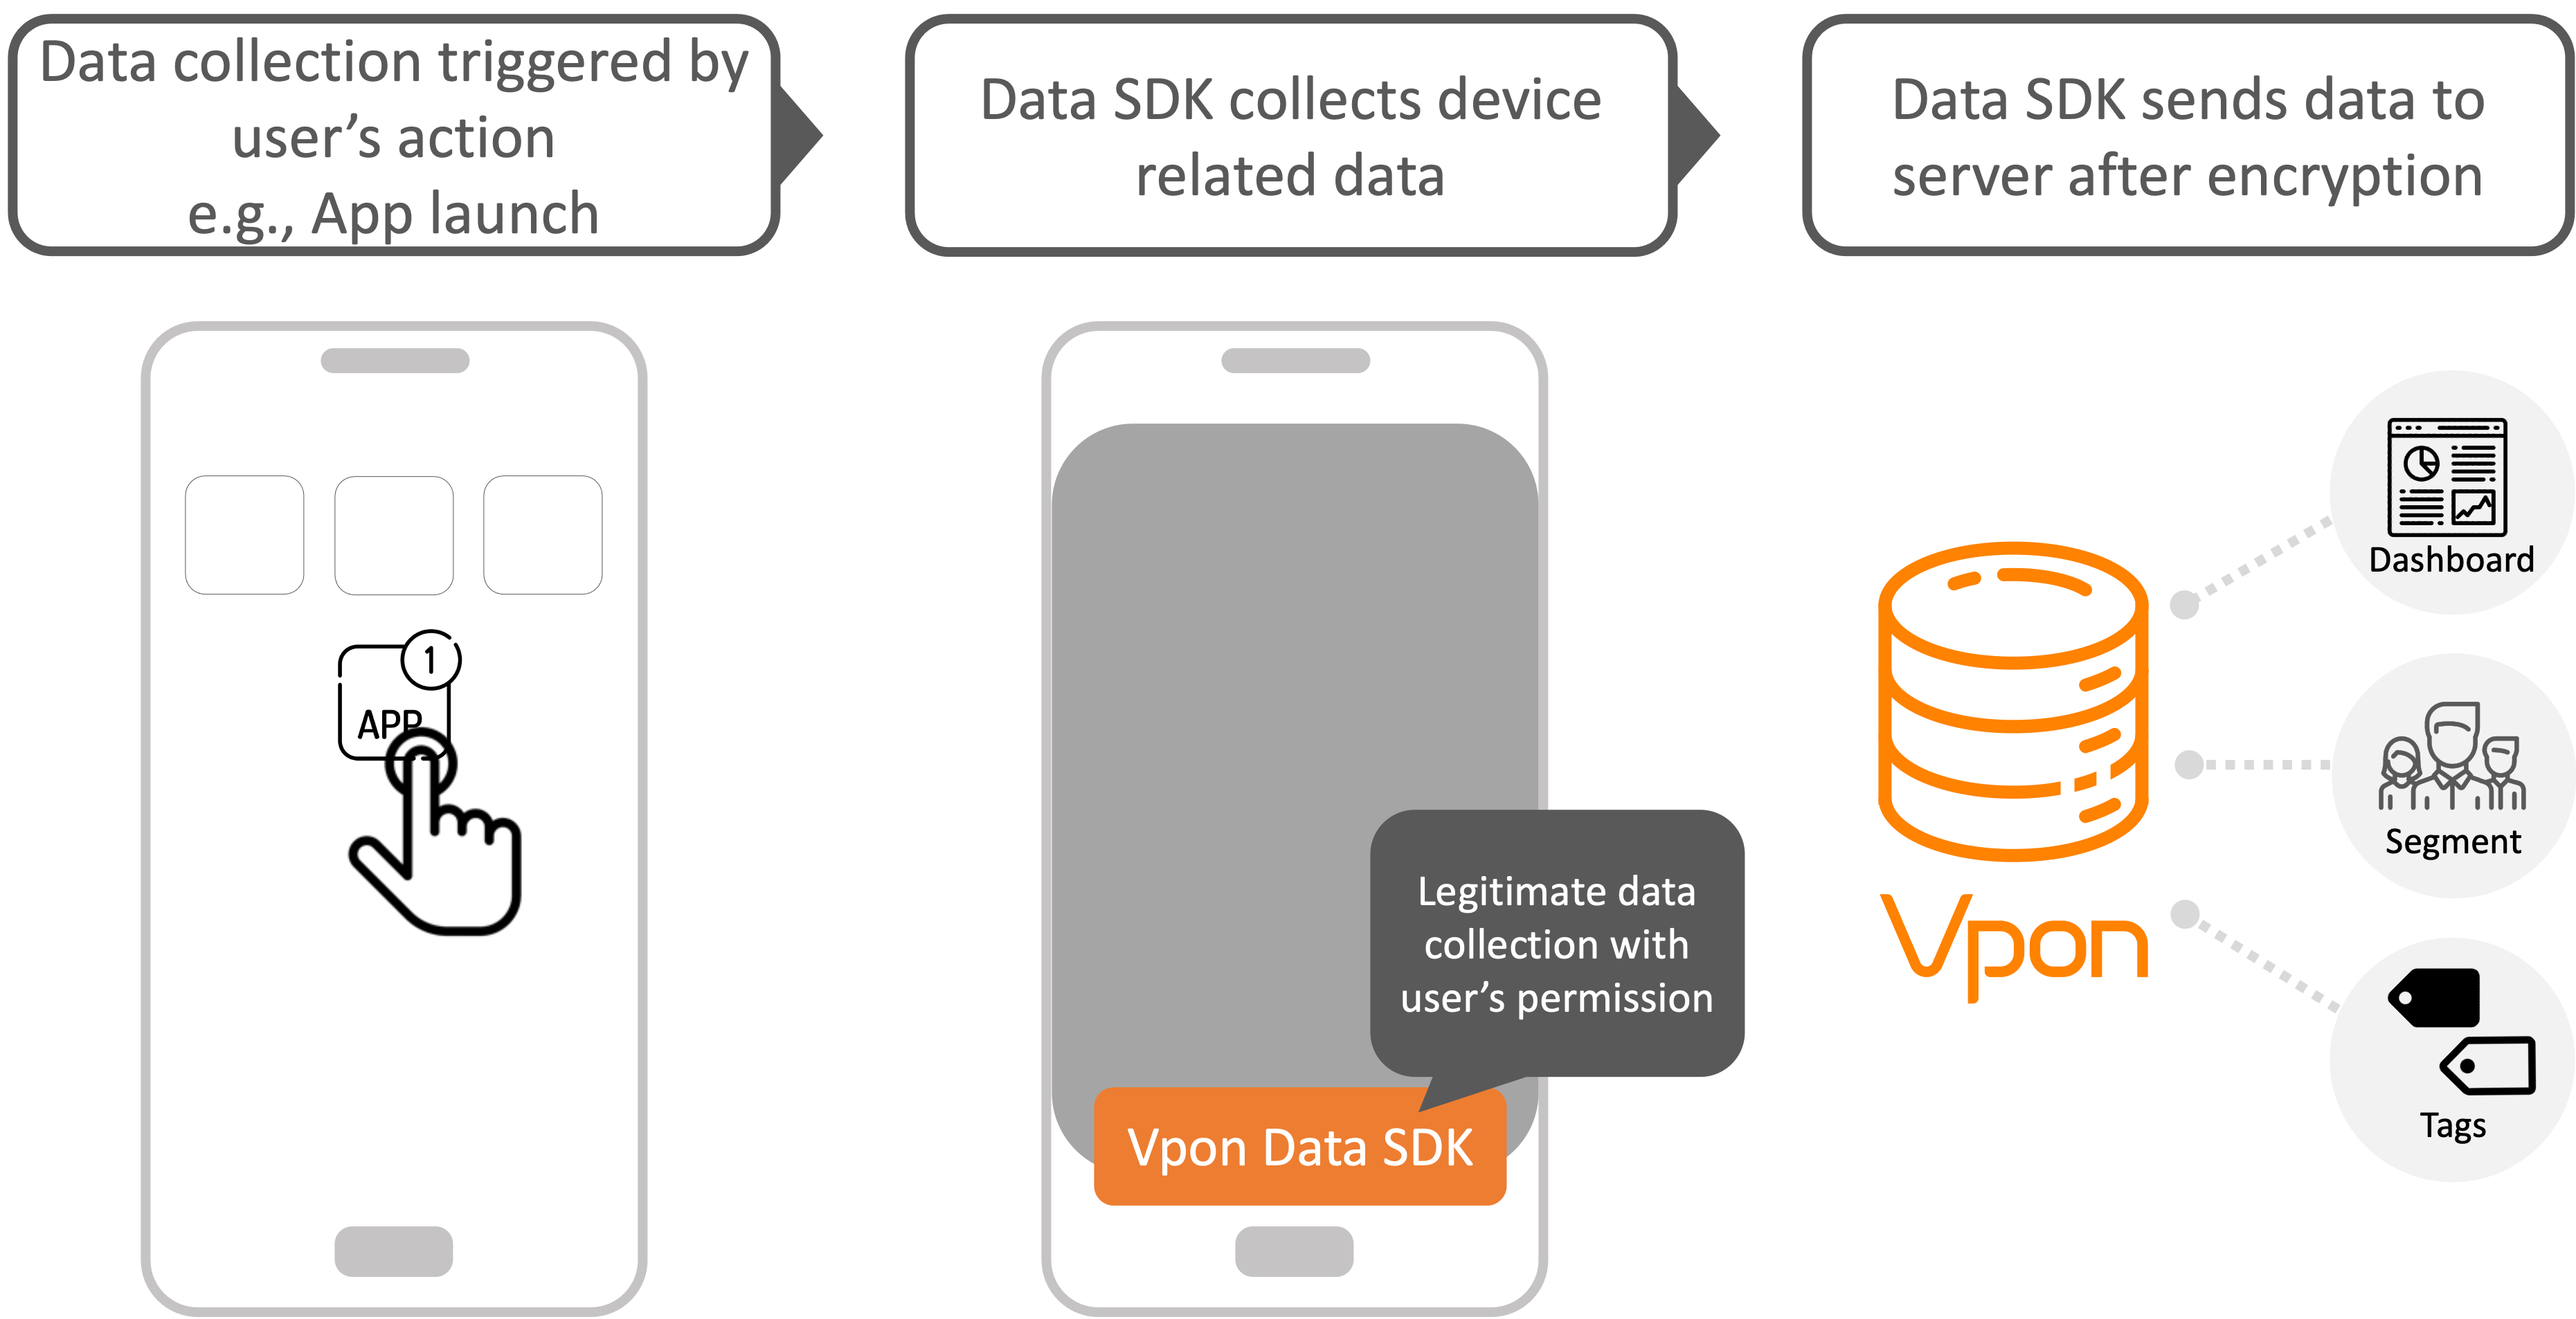 Data collection triggered by
user’s action
e.g., App launch
Data SDK collects device
related data
Data SDK sends data to
server after encryption
1
APP
Legitimate data
collection with
user’s permission
Vpon Data SDK
Vpon
Dashboard
Segment
Tags